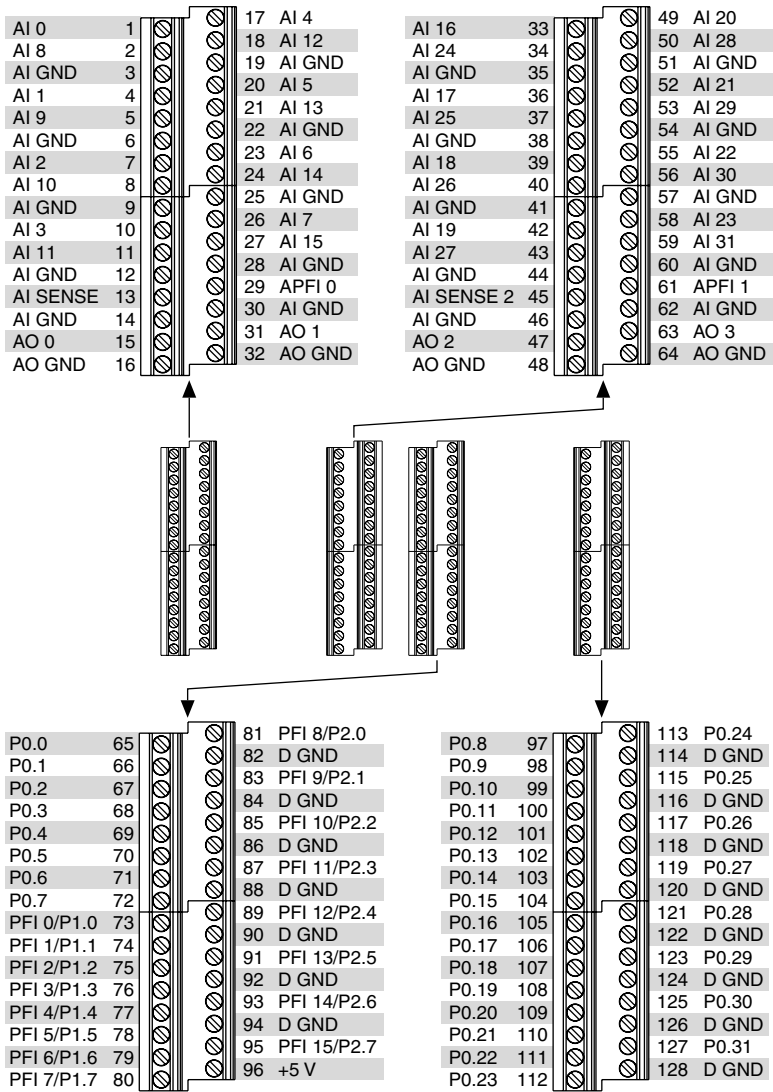 AI 0 1
AI 8 2
AI GND 3
AI 1 4
AI 9 5
AI GND 6
AI 2 7
AI 10 8
AI GND 9
AI 3 10
AI 11 11
AI GND 12
AI SENSE 13
AI GND 14
AO 0 15
AO GND 16
17 AI 4
18 AI 12
19 AI GND
20 AI 5
21 AI 13
22 AI GND
23 AI 6
24 AI 14
25 AI GND
26 AI 7
27 AI 15
28 AI GND
29 APFI 0
30 AI GND
31 AO 1
32 AO GND
AI 16 33
AI 24 34
AI GND 35
AI 17 36
AI 25 37
AI GND 38
AI 18 39
AI 26 40
AI GND 41
AI 19 42
AI 27 43
AI GND 44
AI SENSE 2 45
AI GND 46
AO 2 47
AO GND 48
49 AI 20
50 AI 28
51 AI GND
52 AI 21
53 AI 29
54 AI GND
55 AI 22
56 AI 30
57 AI GND
58 AI 23
59 AI 31
60 AI GND
61 APFI 1
62 AI GND
63 AO 3
64 AO GND
P0.0 65
P0.1 66
P0.2 67
P0.3 68
P0.4 69
P0.5 70
P0.6 71
P0.7 72
PFI 0/P1.0 73
PFI 1/P1.1 74
PFI 2/P1.2 75
PFI 3/P1.3 76
PFI 4/P1.4 77
PFI 5/P1.5 78
PFI 6/P1.6 79
PFI 7/P1.7 80
81 PFI 8/P2.0
82 D GND
83 PFI 9/P2.1
84 D GND
85 PFI 10/P2.2
86 D GND
87 PFI 11/P2.3
88 D GND
89 PFI 12/P2.4
90 D GND
91 PFI 13/P2.5
92 D GND
93 PFI 14/P2.6
94 D GND
95 PFI 15/P2.7
96 +5 V
P0.8 97
P0.9 98
P0.10 99
P0.11 100
P0.12 101
P0.13 102
P0.14 103
P0.15 104
P0.16 105
P0.17 106
P0.18 107
P0.19 108
P0.20 109
P0.21 110
P0.22 111
P0.23 112
113 P0.24
114 D GND
115 P0.25
116 D GND
117 P0.26
118 D GND
119 P0.27
120 D GND
121 P0.28
122 D GND
123 P0.29
124 D GND
125 P0.30
126 D GND
127 P0.31
128 D GND